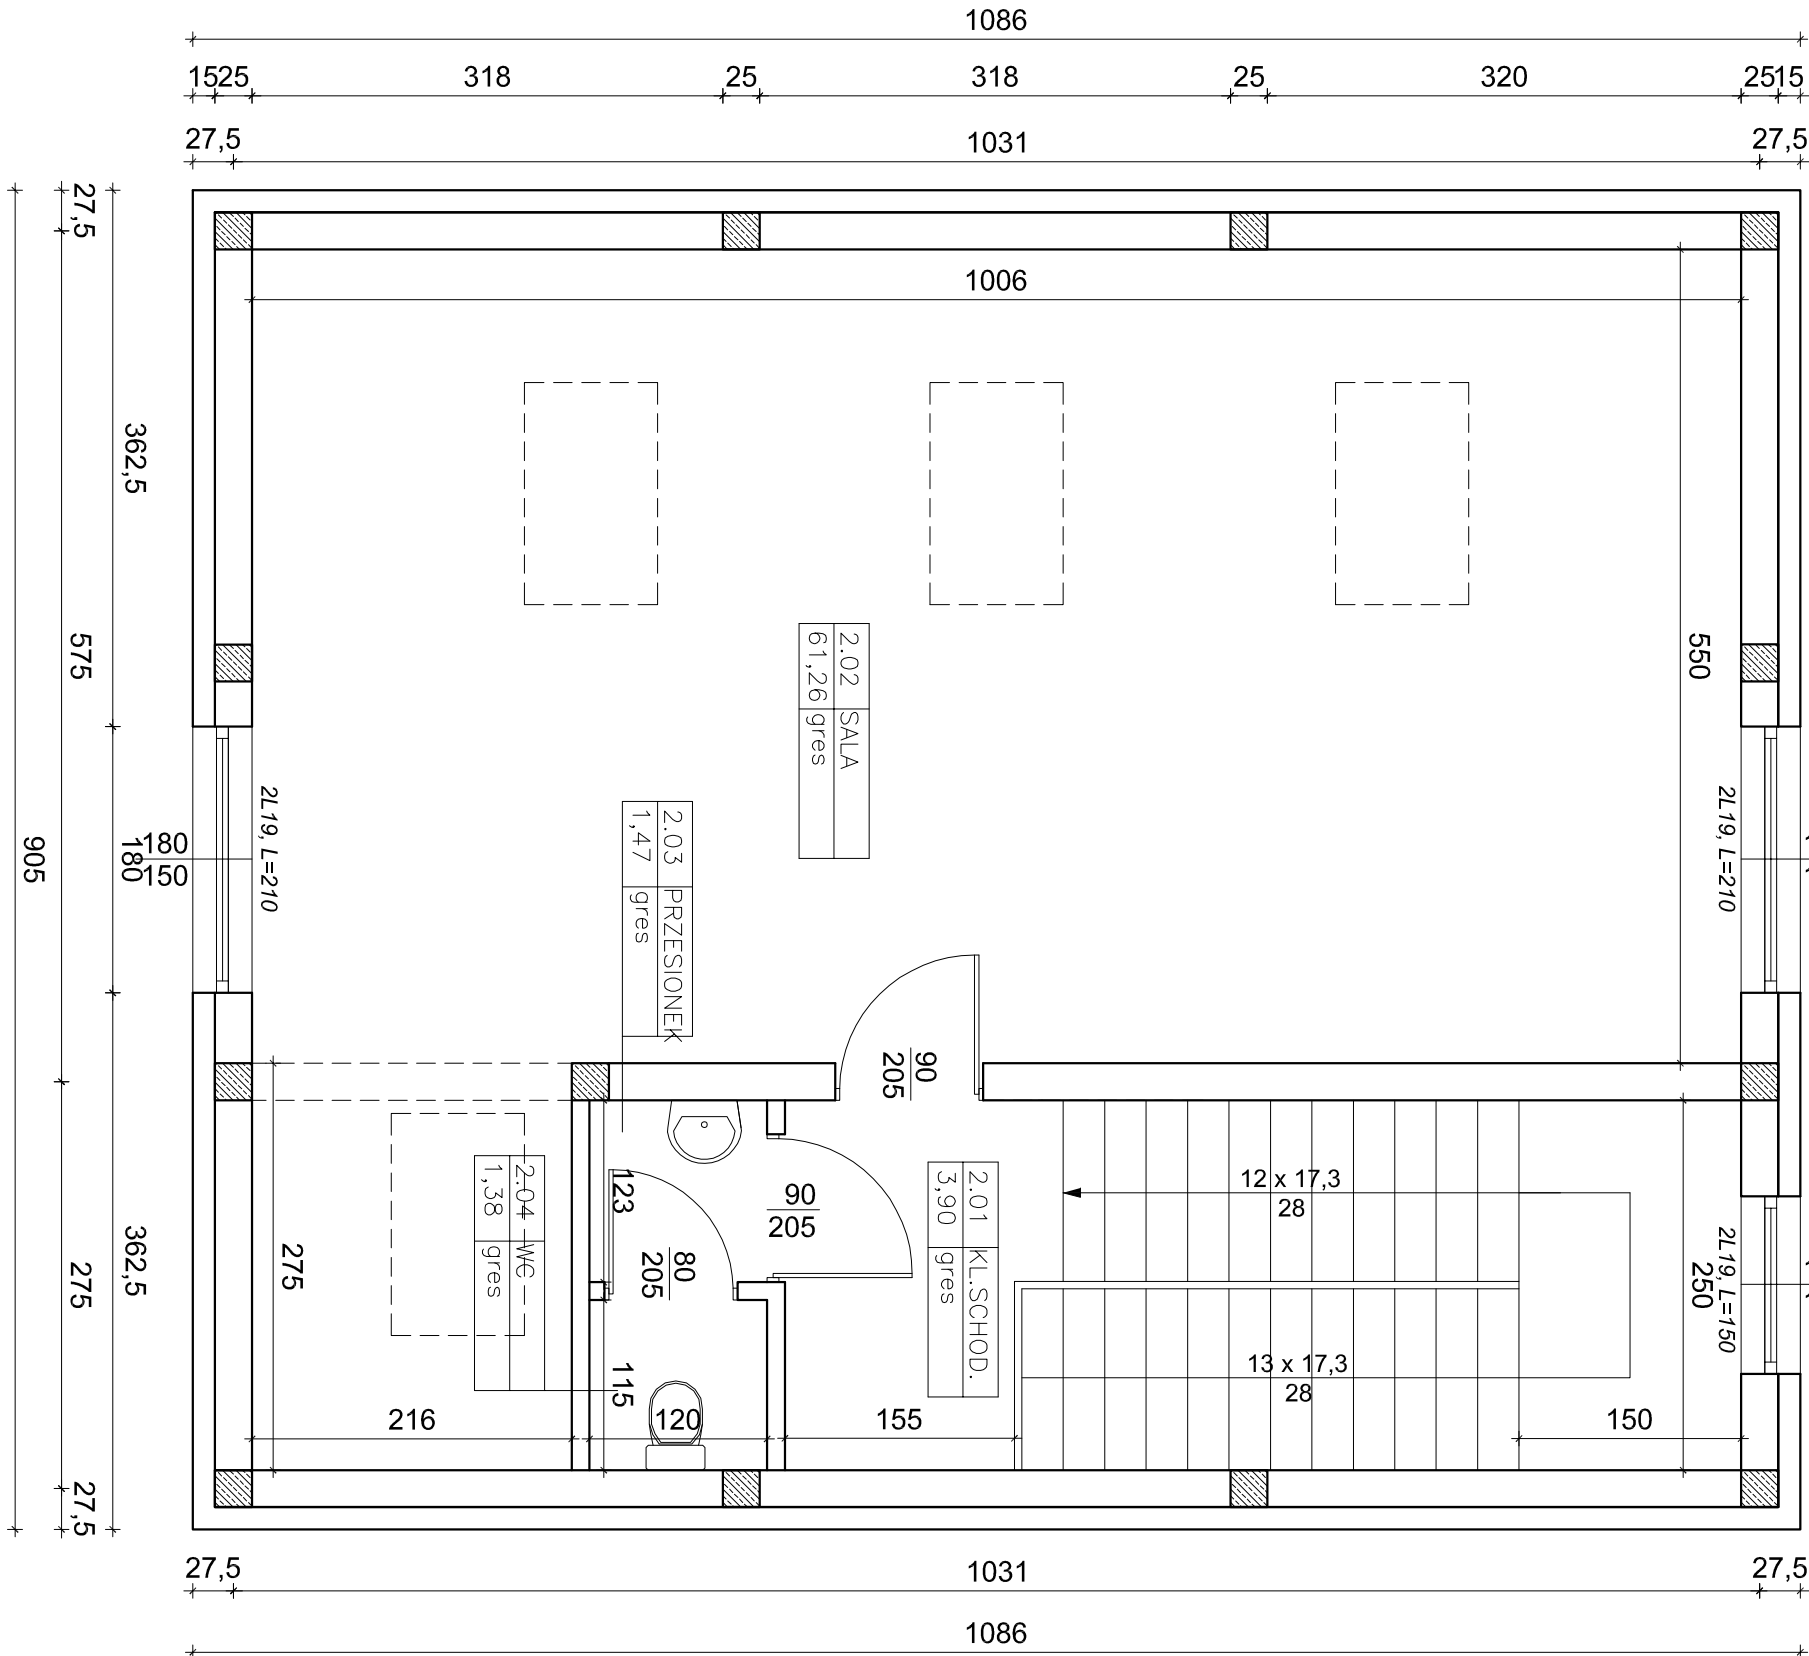 1086
15 25 318 25 318 25 320 25 15
27,5 1031 27,5
27,5
1006
362,5
575
550
2.02 SALA
61,26 gres
2L19, L=210
2L19, L=210
2.03 PRZESIONEK
1,47 gres
905
180
180
150
90
205
123
90
205
80
205
2.01 KL.SCHOD.
3,90 gres
12 x 17,3
28
2.04 WC
1,38 gres
275
362,5
275
2L19, L=150
250
13 x 17,3
28
115
216 120 155 150
27,5
27,5 1031 27,5
1086